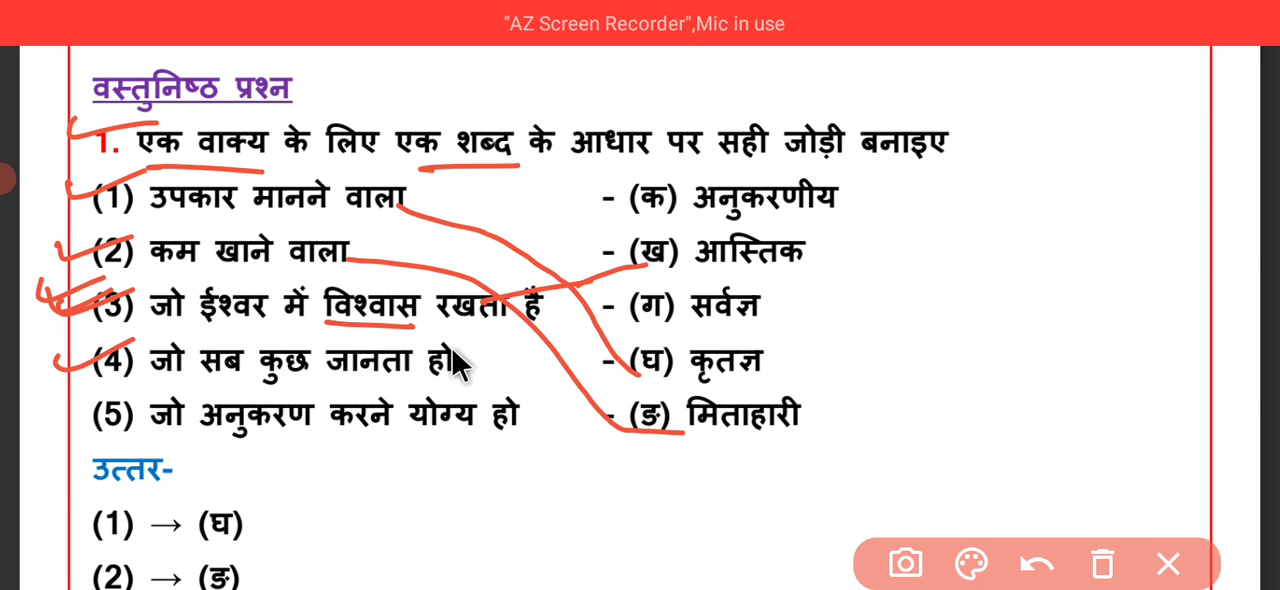 "AZ Screen Recorder",Mic in use
वस्तुनिष्ठ प्रश्न
1. एक वाक्य के लिए एक शब्द के आधार पर सही जोड़ी बनाइए
(1) उपकार मानने वाला - (क) अनुकरणीय
(2) कम खाने वाला - (ख) आस्तिक
(3) जो ईश्वर में विश्वास रखता है - (ग) सर्वज्ञ
(4) जो सब कुछ जानता हो - (घ) कृतज्ञ
(5) जो अनुकरण करने योग्य हो - (ङ) मिताहारी
उत्तर-
(1) → (घ)
(2) → (ङ)